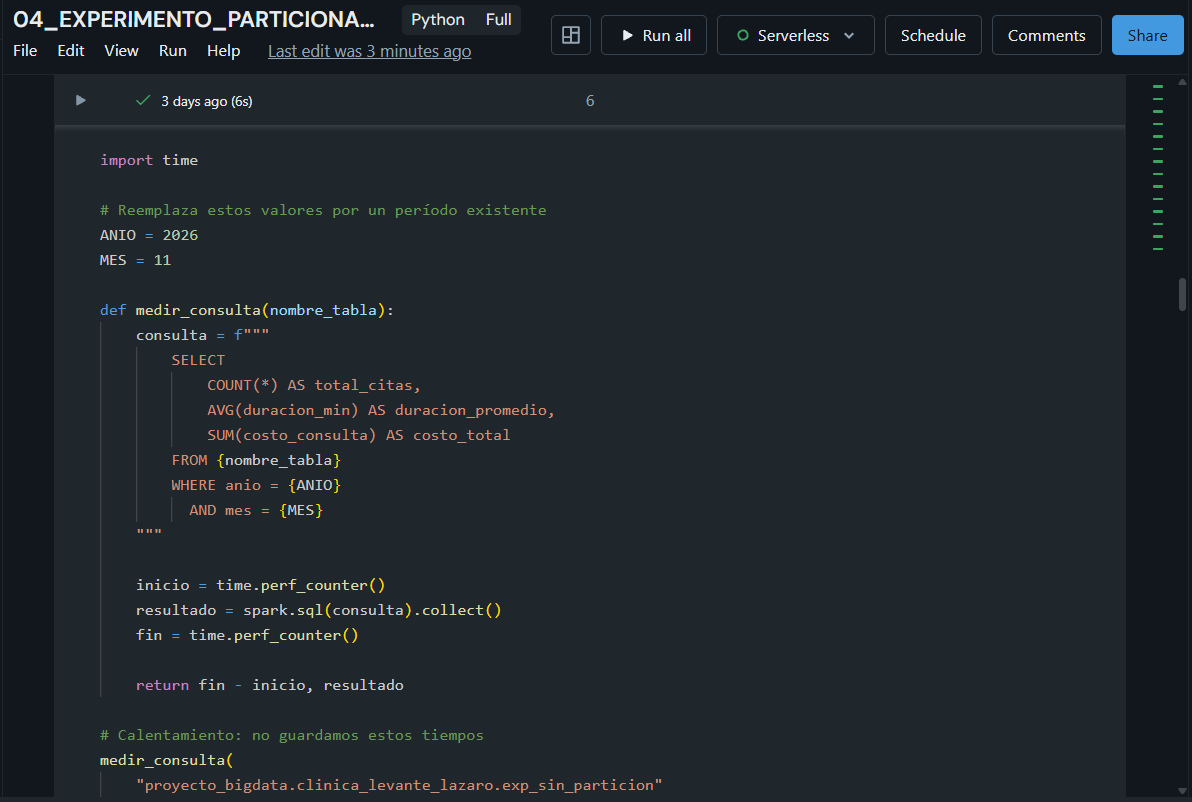 04_EXPERIMENTO_PARTICIONA... Python Full
File Edit View Run Help Last edit was 3 minutes ago
Run all Serverless Schedule Comments Share
3 days ago (6s) 6
import time
# Reemplaza estos valores por un período existente
ANIO = 2026
MES = 11
def medir_consulta(nombre_tabla):
consulta = f"""
SELECT
COUNT(*) AS total_citas,
AVG(duracion_min) AS duracion_promedio,
SUM(costo_consulta) AS costo_total
FROM {nombre_tabla}
WHERE anio = {ANIO}
AND mes = {MES}
"""
inicio = time.perf_counter()
resultado = spark.sql(consulta).collect()
fin = time.perf_counter()
return fin - inicio, resultado
# Calentamiento: no guardamos estos tiempos
medir_consulta(
"proyecto_bigdata.clinica_levante_lazaro.exp_sin_particion"